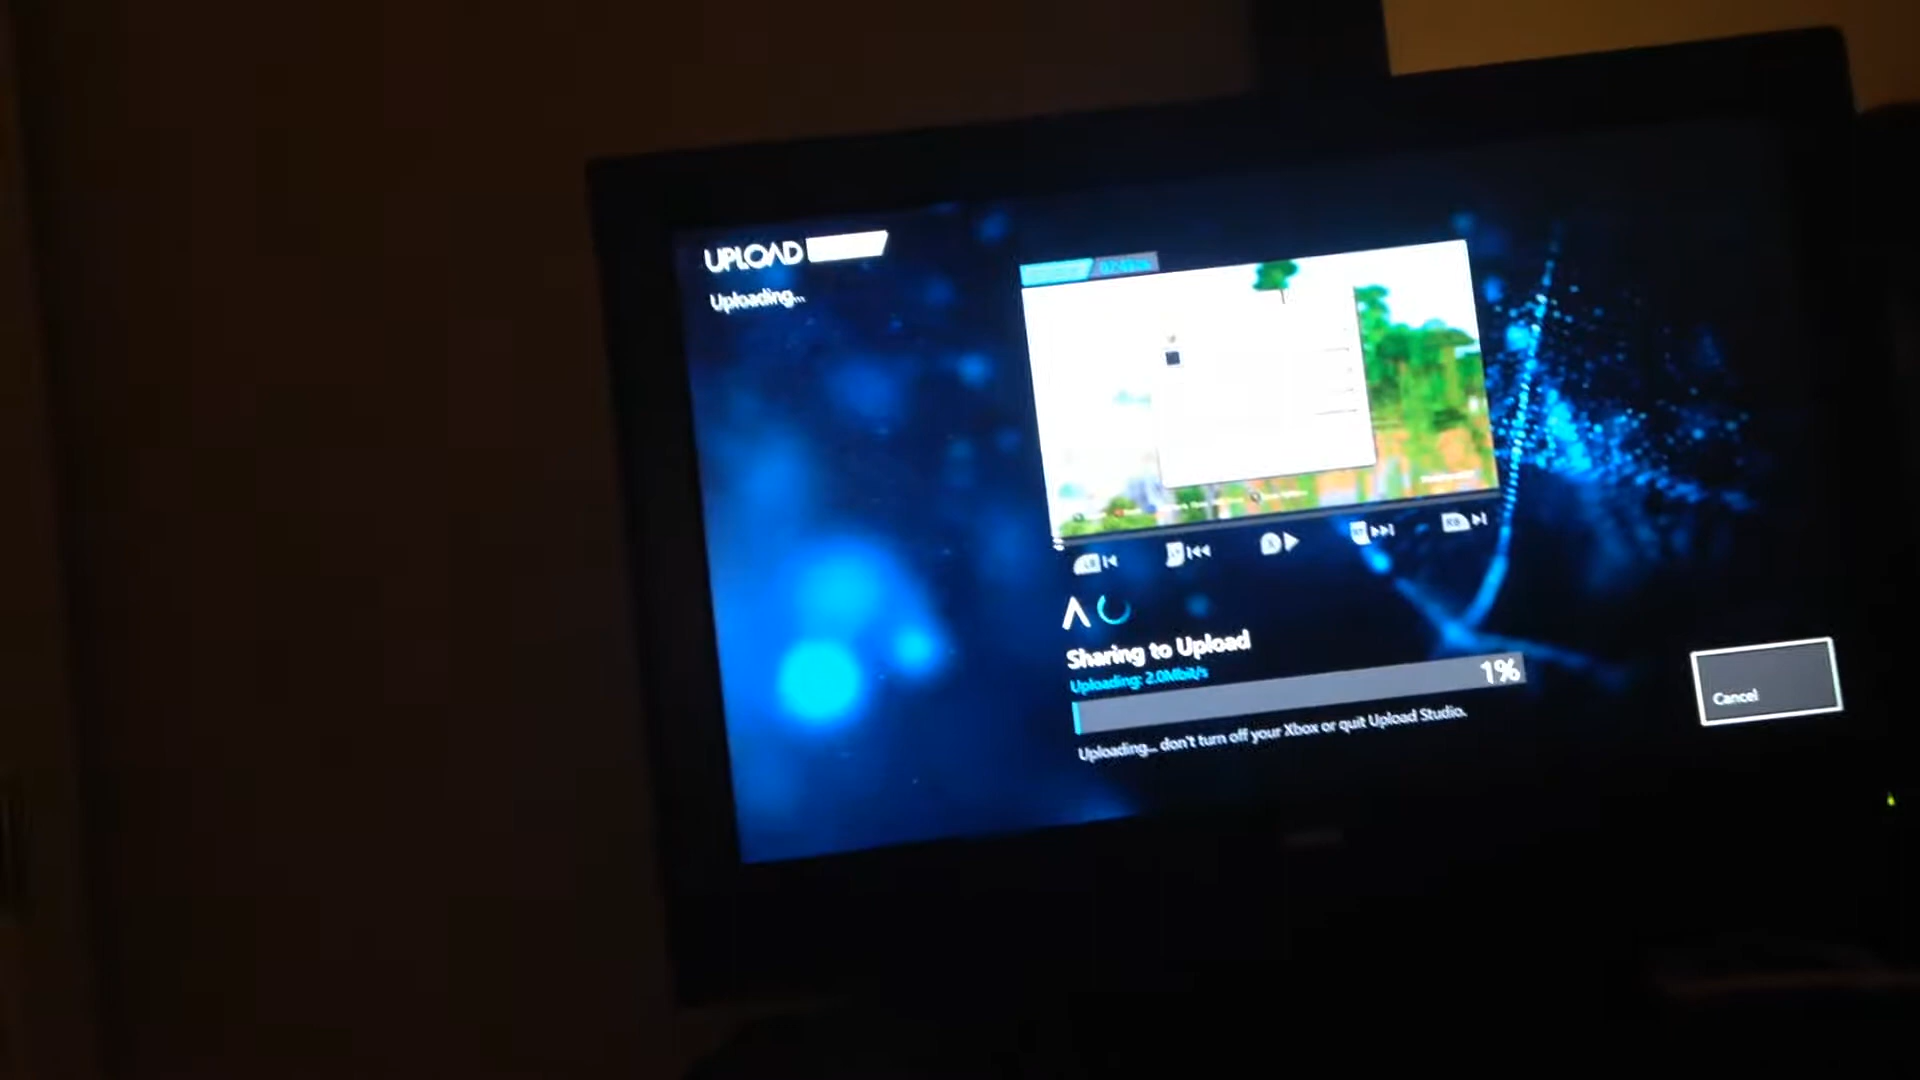 UPLOAD
Uploading...
Sharing to Upload
Uploading: 2.0Mbit/s
1%
Uploading... don't turn off your Xbox or quit Upload Studio.
Cancel